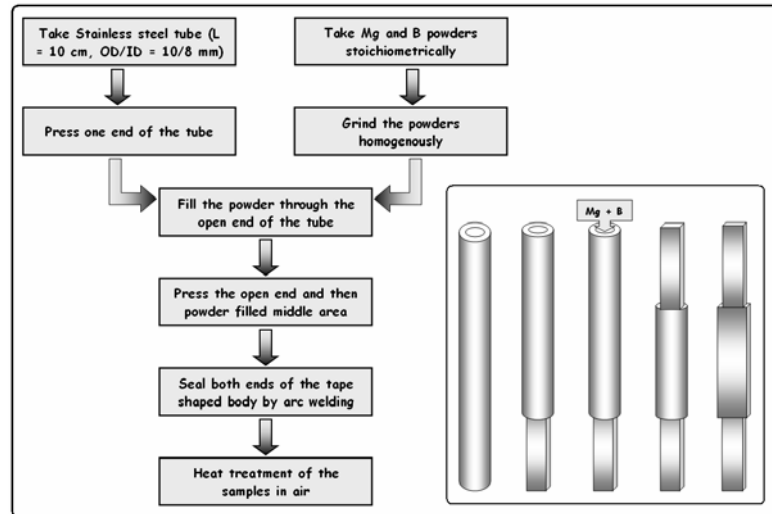 Take Stainless steel tube (L
= 10 cm, OD/ID = 10/8 mm)
Take Mg and B powders
stoichiometrically
Press one end of the tube
Grind the powders
homogenously
Fill the powder through the
open end of the tube
Mg + B
Press the open end and then
powder filled middle area
Seal both ends of the tape
shaped body by arc welding
Heat treatment of the
samples in air